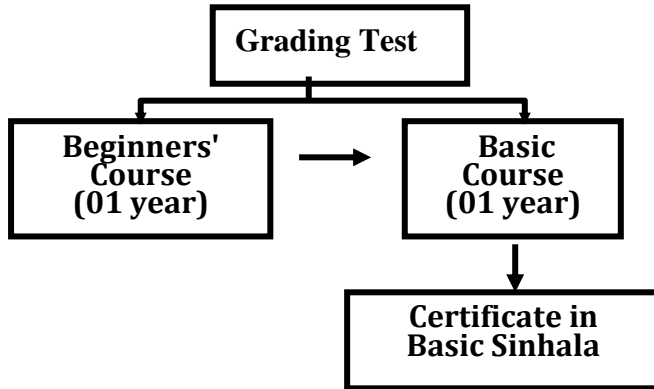 Grading Test
Beginners'
Course
(01 year)
Basic
Course
(01 year)
Certificate in
Basic Sinhala